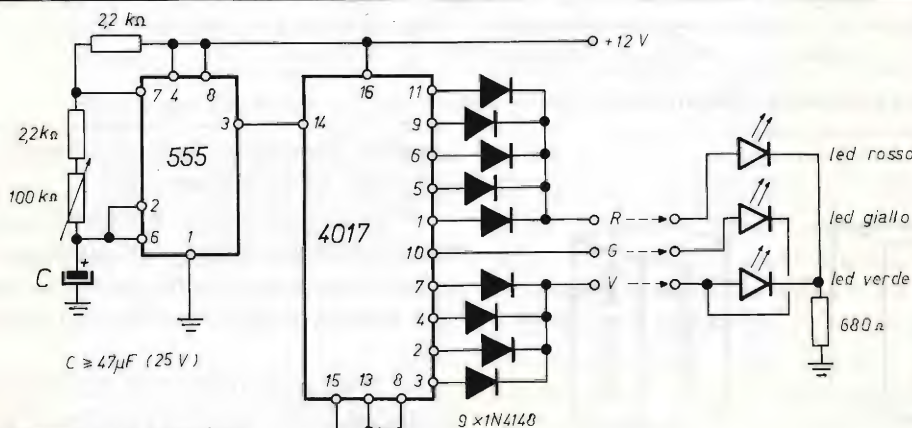 2,2 kΩ
+12 V
7 4 8
16
11
9
6
5
1
10
7
4
2
3
2,2 kΩ
100 kΩ
3
14
555
4017
2
6
1
C
+
R
G
V
led rosso
led giallo
led verde
680 Ω
C ≥ 47µF (25 V)
15 13 8
9 x 1N4148